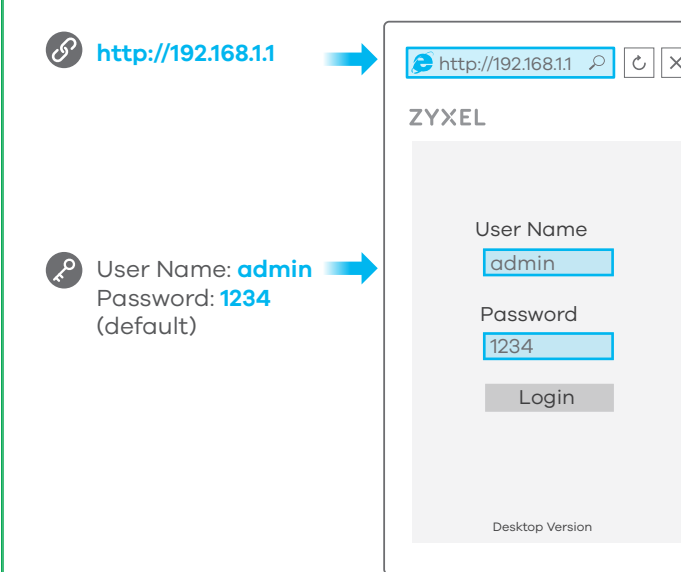 http://192.168.1.1
http://192.168.1.1
ZYXEL
User Name
admin
User Name: admin
Password: 1234
(default)
Password
1234
Login
Desktop Version